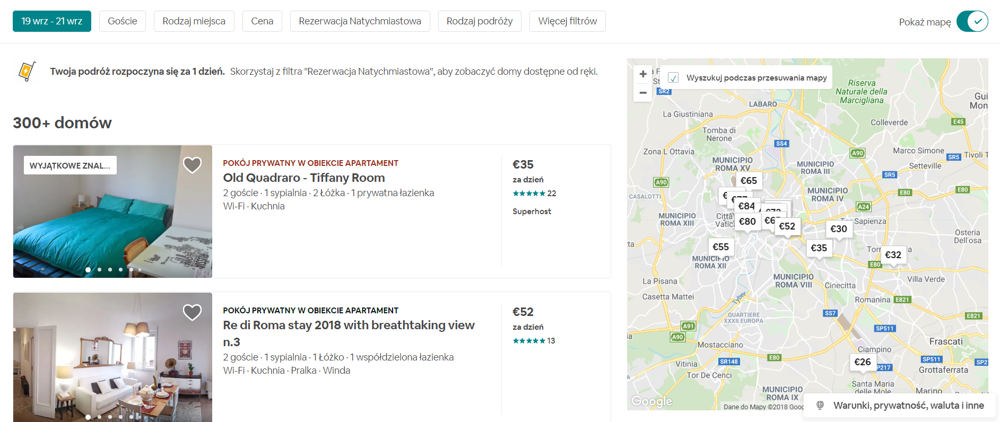 19 wrz - 21 wrz
Goście
Rodzaj miejsca
Cena
Rezerwacja Natychmiastowa
Rodzaj podróży
Więcej filtrów
Pokaż mapę
Twoja podróż rozpoczyna się za 1 dzień. Skorzystaj z filtra "Rezerwacja Natychmiastowa", aby zobaczyć domy dostępne od ręki.
300+ domów
WYJĄTKOWE ZNAL...
POKÓJ PRYWATNY W OBIEKCIE APARTAMENT
Old Quadraro - Tiffany Room
2 goście · 1 sypialnia · 2 Łóżka · 1 prywatna łazienka
Wi-Fi · Kuchnia
€35
za dzień
22
Superhost
POKÓJ PRYWATNY W OBIEKCIE APARTAMENT
Re di Roma stay 2018 with breathtaking view
n.3
2 goście · 1 sypialnia · 1 Łóżko · 1 współdzielona łazienka
Wi-Fi · Kuchnia · Pralka · Winda
€52
za dzień
13
+
−
Wyszukuj podczas przesuwania mapy
SR2
Riserva
Naturale della
Marcigliana
LABARO
Gui
Mon
La Giustiniana
Colleverde
E45
Tomba di
Nerone
SS4
Zona L Ottavia
A90
Marco Simone
SR5
Tivoli T
MUNICIPIO
ROMA XV
MUNICIPIO
ROMA III
Setteville
SR5
A90
€65
MUNICIPIO
ROMA IV
E80
E80
CASALOTTI
€84
A24
MUNICIPIO
ROMA XIII
Città
€80
€52
Sapienza
€30
Osteria
Dell'osa
€55
€35
€32
MUNICIPIO
ROMA XII
E80
La Pisana
MUNICIPIO
ROMA VIII
Villa Verde
Cinecitta
Casetta Mattei
Tyber
Romanina
E821
QUARTIERE
XXXII EUROPA
SS7
E821
A91
A90
SP511
Mostacciano
Frascati
Ciampino
Vitinia
SR148
E80
€26
P217
SP511
SP2
Grottaferrata
Tor De Cenci
Santa Maria
delle Mole
MUNICIPIO
ROMA IX
Marino
Google
Dane do Mapy ©2018 Goog
Warunki, prywatność, waluta i inne